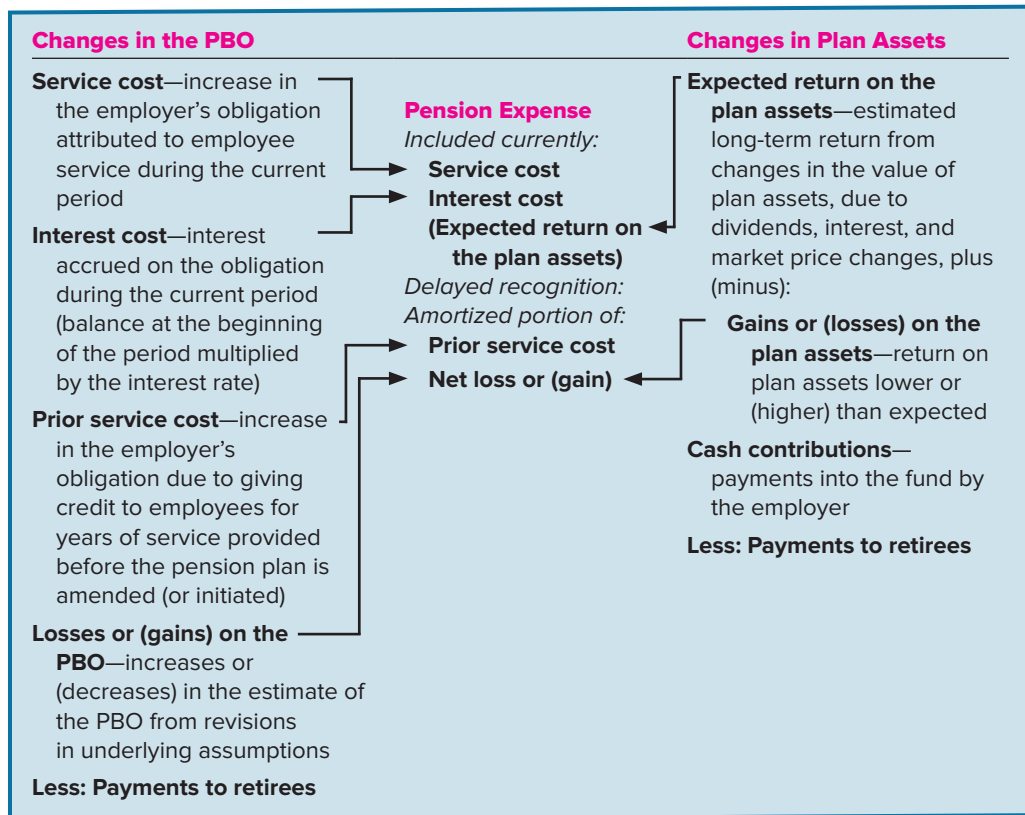 Changes in the PBO
Service cost—increase in
the employer’s obligation
attributed to employee
service during the current
period
Interest cost—interest
accrued on the obligation
during the current period
(balance at the beginning
of the period multiplied
by the interest rate)
Prior service cost—increase
in the employer’s
obligation due to giving
credit to employees for
years of service provided
before the pension plan is
amended (or initiated)
Losses or (gains) on the
PBO—increases or
(decreases) in the estimate of
the PBO from revisions
in underlying assumptions
Less: Payments to retirees
Pension Expense
Included currently:
Service cost
Interest cost
(Expected return on
the plan assets)
Delayed recognition:
Amortized portion of:
Prior service cost
Net loss or (gain)
Changes in Plan Assets
Expected return on the
plan assets—estimated
long-term return from
changes in the value of
plan assets, due to
dividends, interest, and
market price changes, plus
(minus):
Gains or (losses) on the
plan assets—return on
plan assets lower or
(higher) than expected
Cash contributions—
payments into the fund by
the employer
Less: Payments to retirees